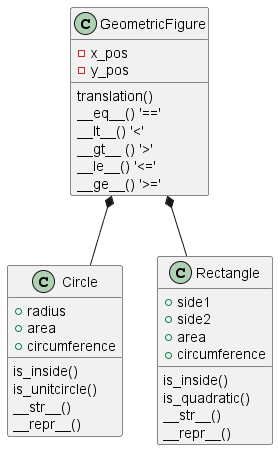 C GeometricFigure
x_pos
y_pos
translation()
__eq__() '=='
__lt__() '<'
__gt__ () '>'
__le__() '<='
__ge__() '>='
C Circle
radius
area
circumference
is_inside()
is_unitcircle()
__str__()
__repr__()
C Rectangle
side1
side2
area
circumference
is_inside()
is_quadratic()
__str__()
__repr__()